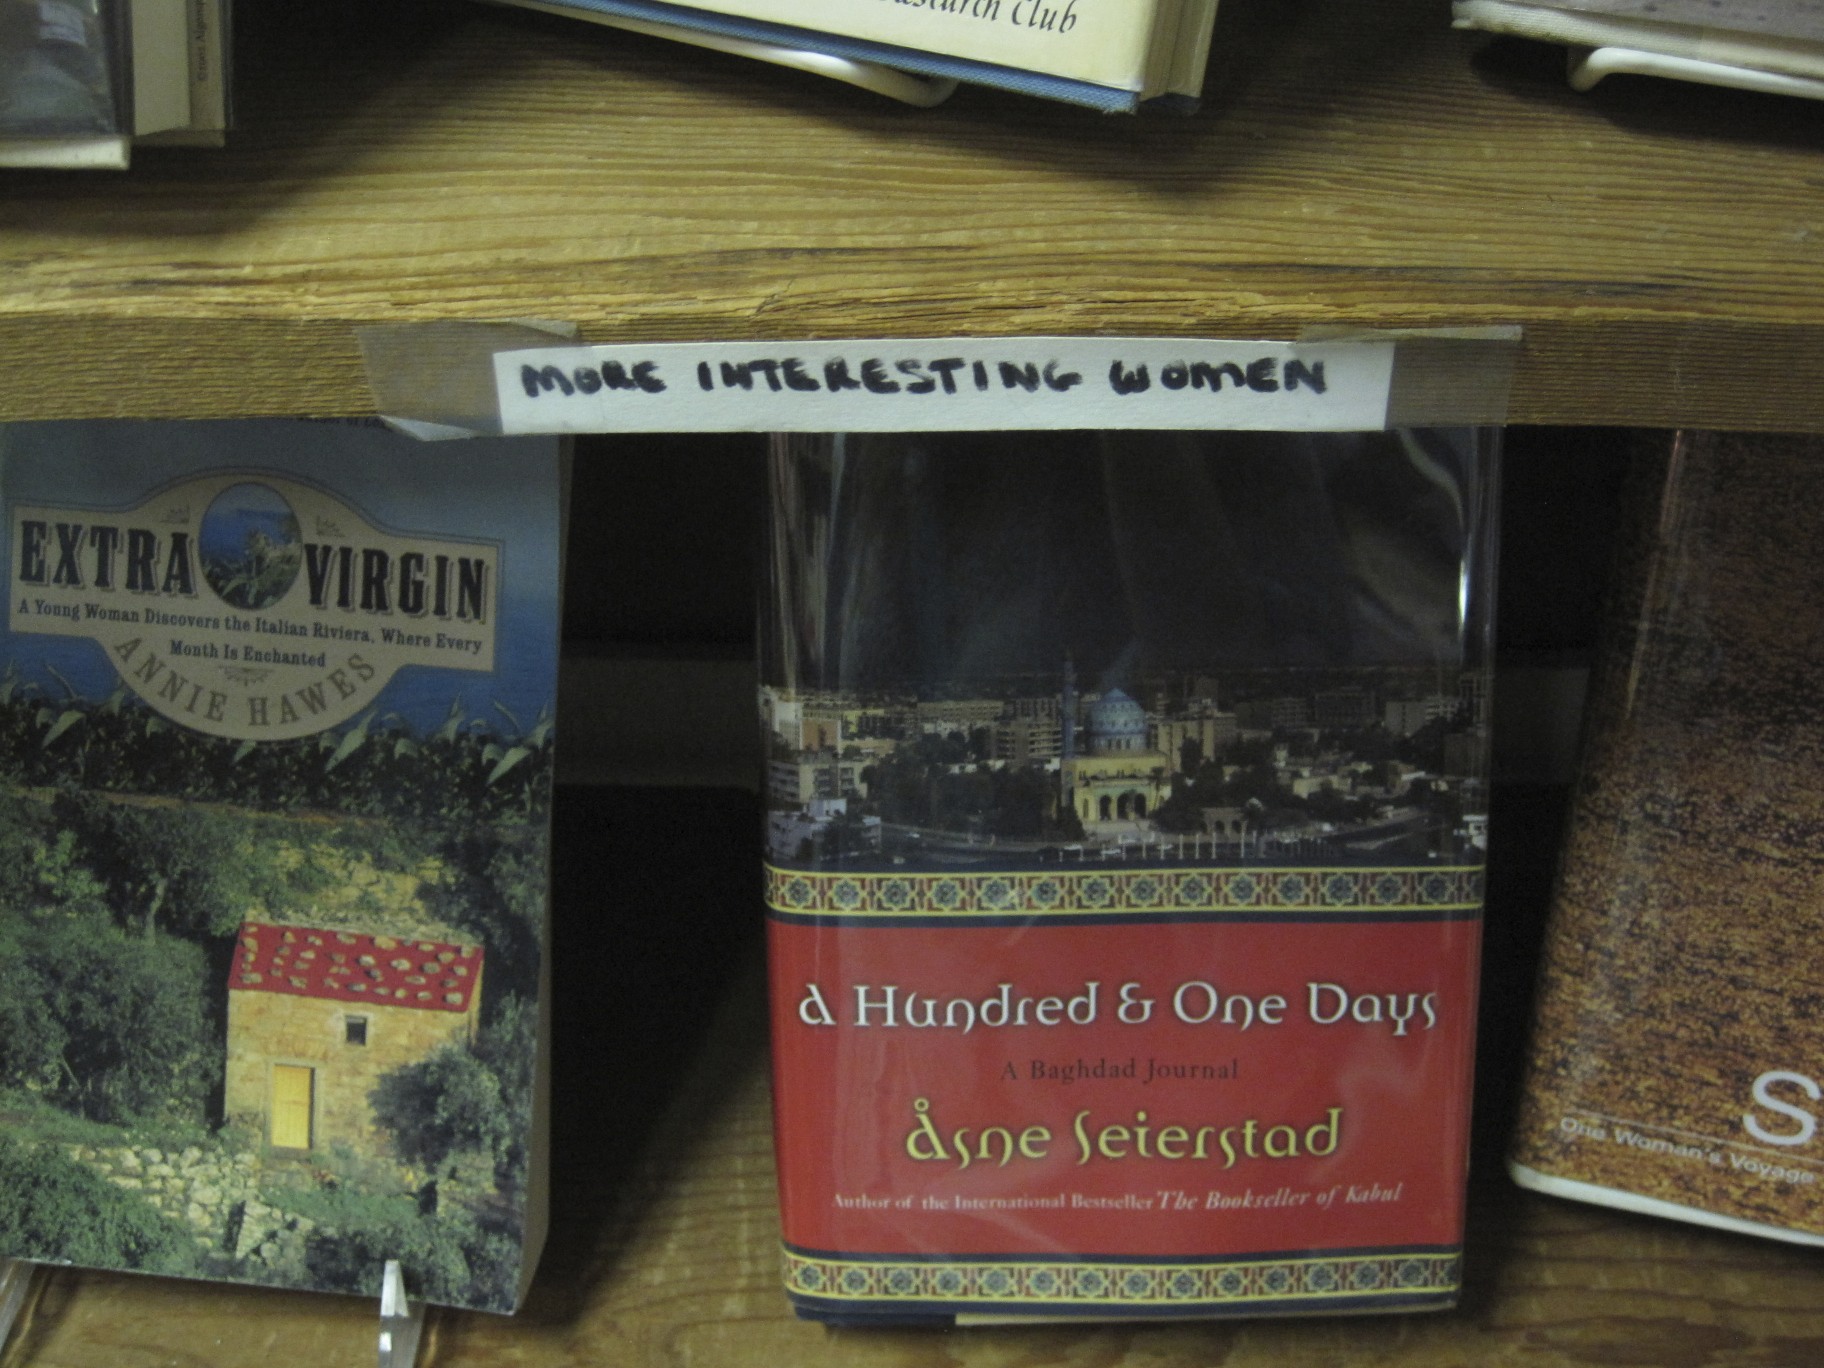 Club
MORE INTERESTING WOMEN
EXTRA VIRGIN
A Young Woman Discovers the Italian Riviera, Where Every
Month Is Enchanted
ANNIE HAWES
a Hundred & One Days
A Baghdad Journal
Åsne Seierstad
Author of the International Bestseller The Bookseller of Kabul
S
One Woman's Voyage